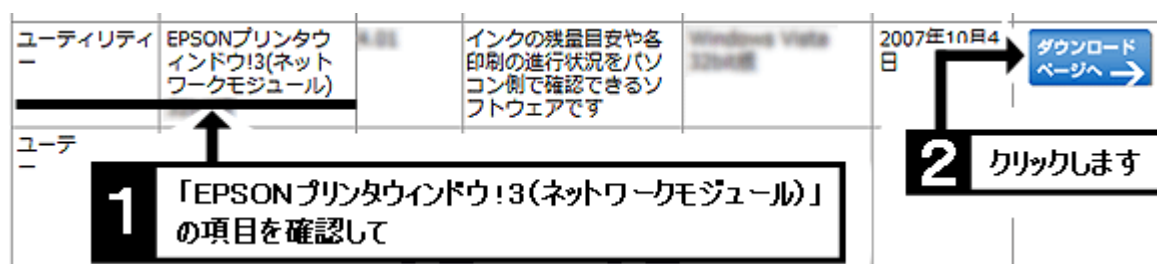 ユーティリティ
ー
EPSONプリンタウ
ィンドウ!3(ネット
ワークモジュール)
インクの残量目安や各
印刷の進行状況をパソ
コン側で確認できるソ
フトウェアです
2007年10月4
日
ダウンロード
ページへ
ユーテ
ー
1
「EPSONプリンタウィンドウ!3(ネットワークモジュール)」
の項目を確認して
2
クリックします